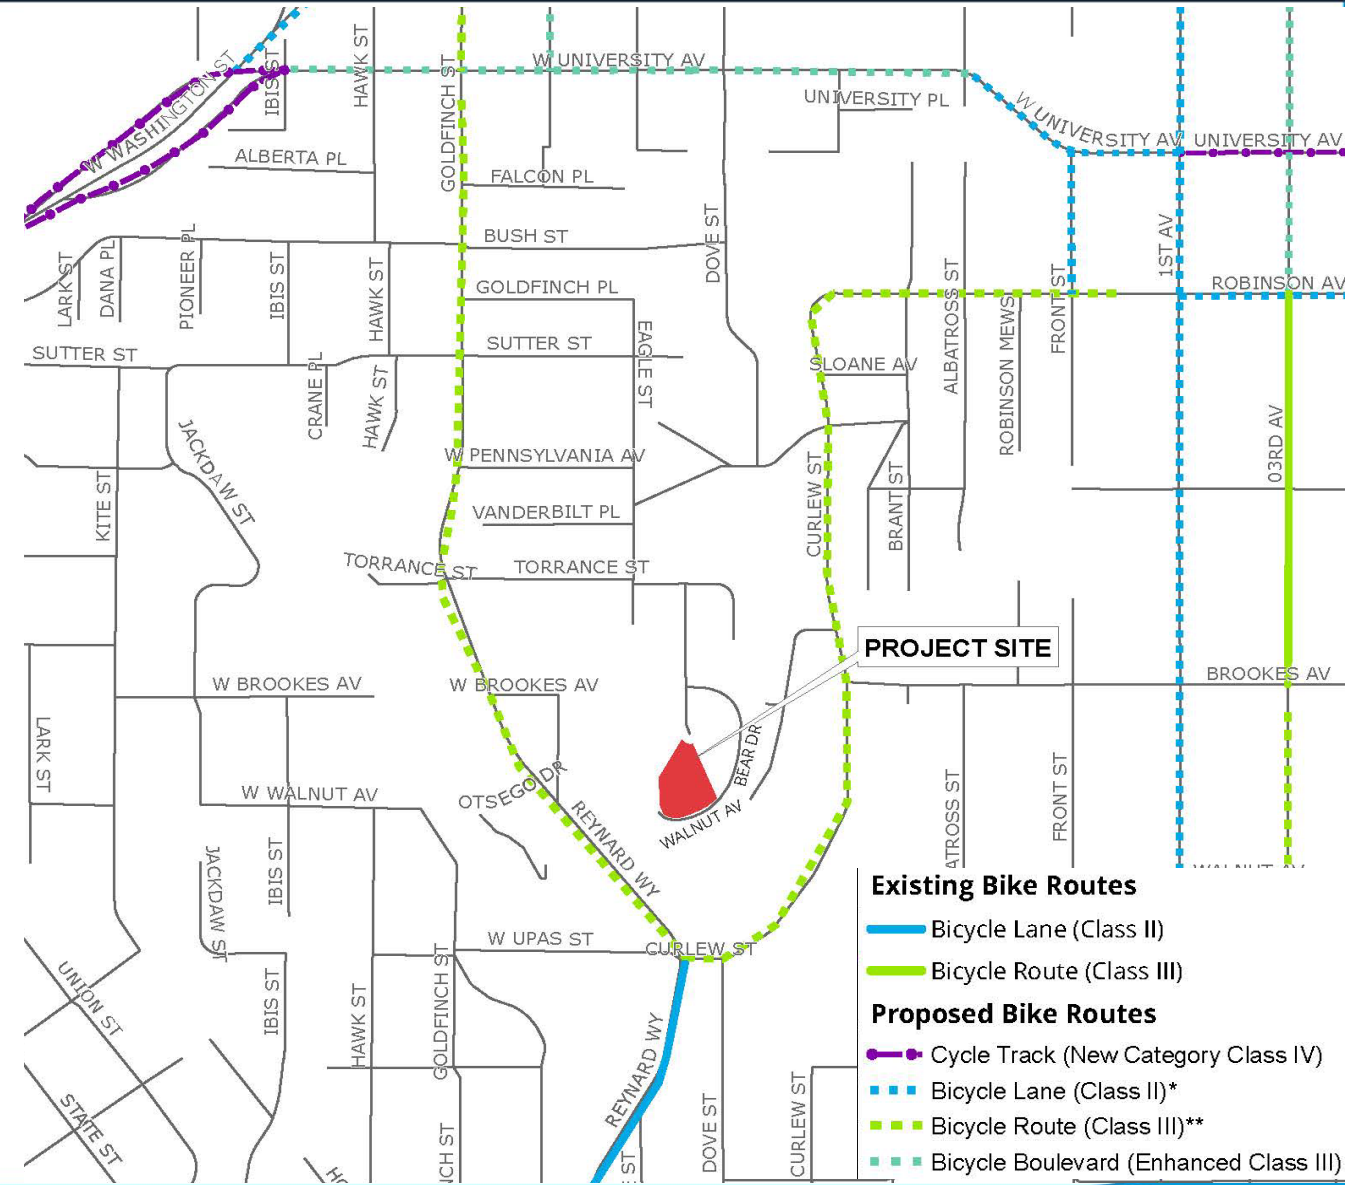 W UNIVERSITY AV
HAWK ST
IBIS ST
W WASHINGTON ST
GOLDFINCH ST
UNIVERSITY PL
W UNIVERSITY AV
UNIVERSITY AV
ALBERTA PL
FALCON PL
BUSH ST
DOVE ST
1ST AV
LARK ST
DANA PL
PIONEER PL
IBIS ST
HAWK ST
GOLDFINCH PL
ROBINSON AV
ALBATROSS ST
FRONT ST
ROBINSON MEWS
SUTTER ST
SUTTER ST
EAGLE ST
SLOANE AV
CRANE PL
HAWK ST
JACKDAW ST
03RD AV
W PENNSYLVANIA AV
KITE ST
VANDERBILT PL
CURLEW ST
BRANT ST
TORRANCE ST
TORRANCE ST
PROJECT SITE
W BROOKES AV
W BROOKES AV
BROOKES AV
LARK ST
BEAR DR
W WALNUT AV
OTSEGO DR
REYNARD WY
WALNUT AV
ATROSS ST
FRONT ST
JACKDAW ST
IBIS ST
W UPAS ST
CURLEW ST
UNION ST
IBIS ST
HAWK ST
GOLDFINCH ST
REYNARD WY
STATE ST
NCH ST
E ST
DOVE ST
CURLEW ST
Existing Bike Routes
Bicycle Lane (Class II)
Bicycle Route (Class III)
Proposed Bike Routes
Cycle Track (New Category Class IV)
Bicycle Lane (Class II)*
Bicycle Route (Class III)**
Bicycle Boulevard (Enhanced Class III)